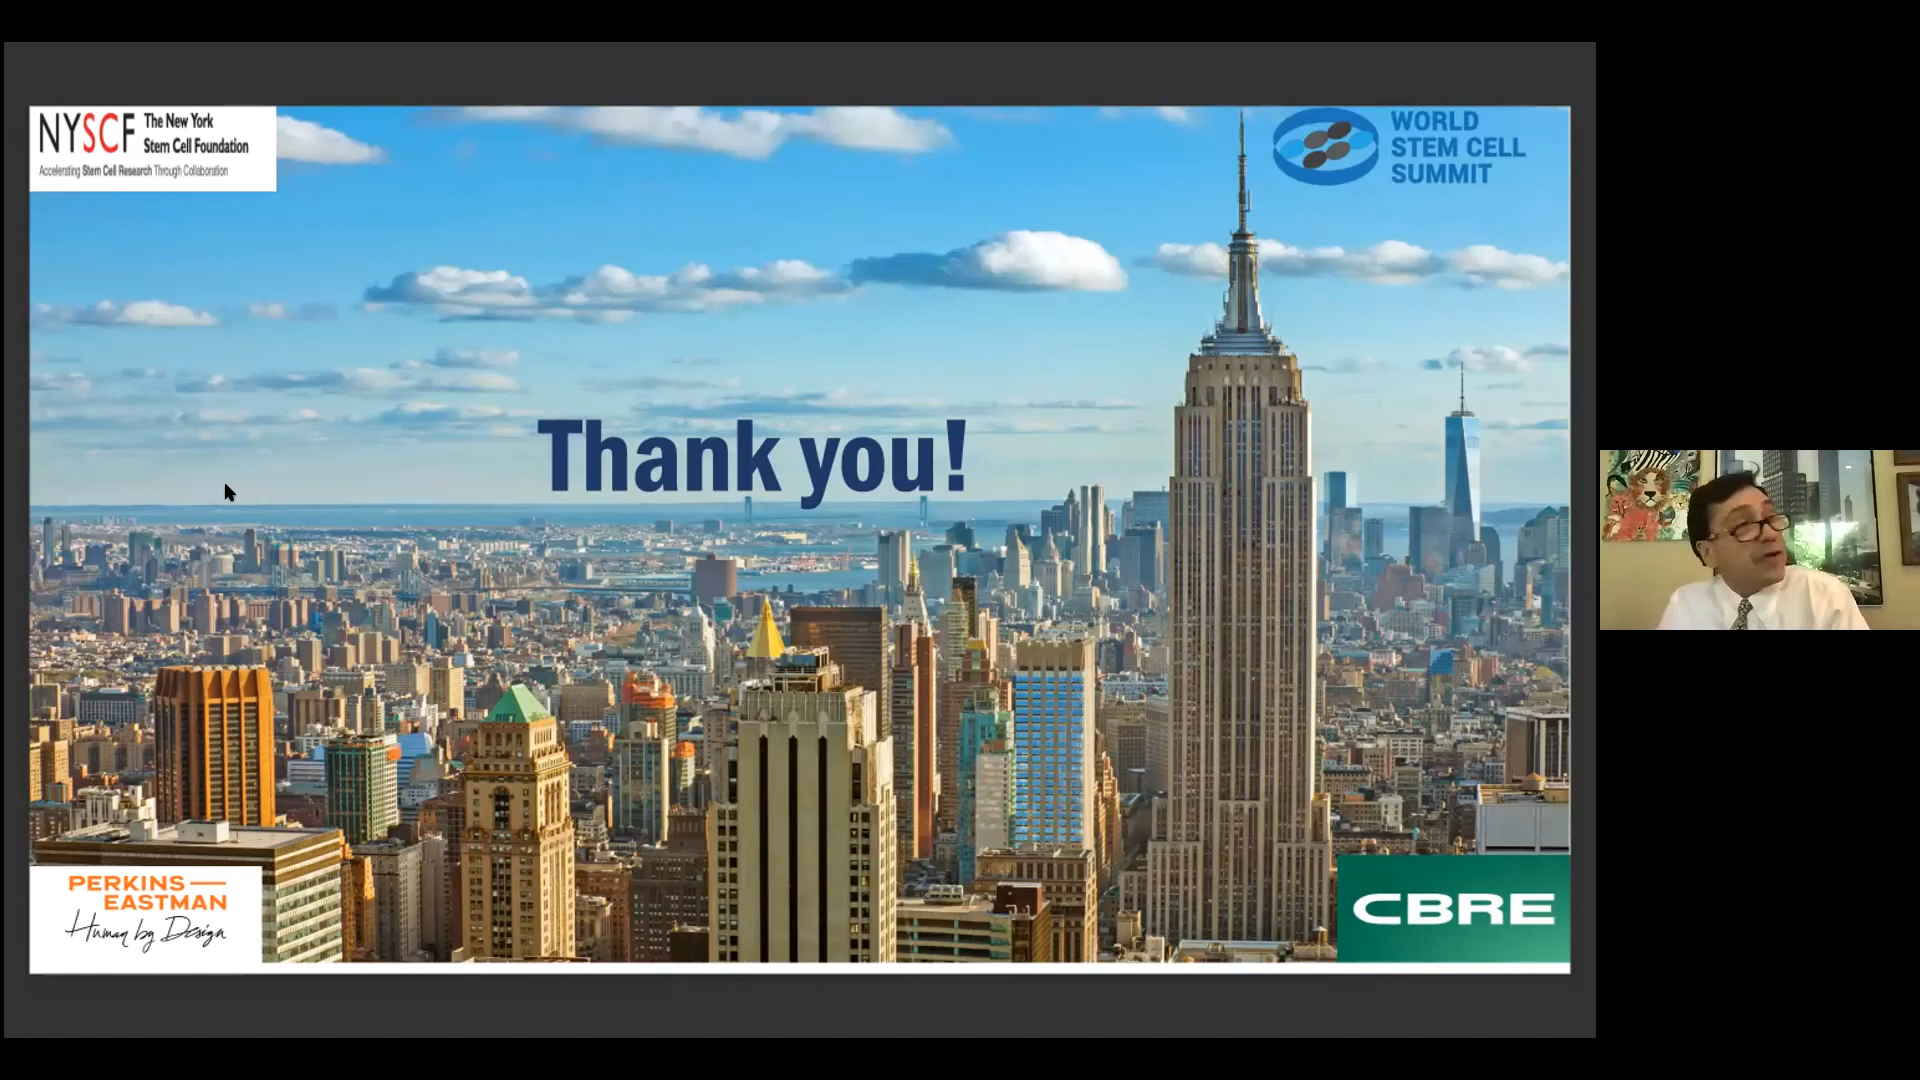 NYSCF
The New York
Stem Cell Foundation
Accelerating Stem Cell Research Through Collaboration
WORLD
STEM CELL
SUMMIT
Thank you!
PERKINS
EASTMAN
Human by Design
CBRE